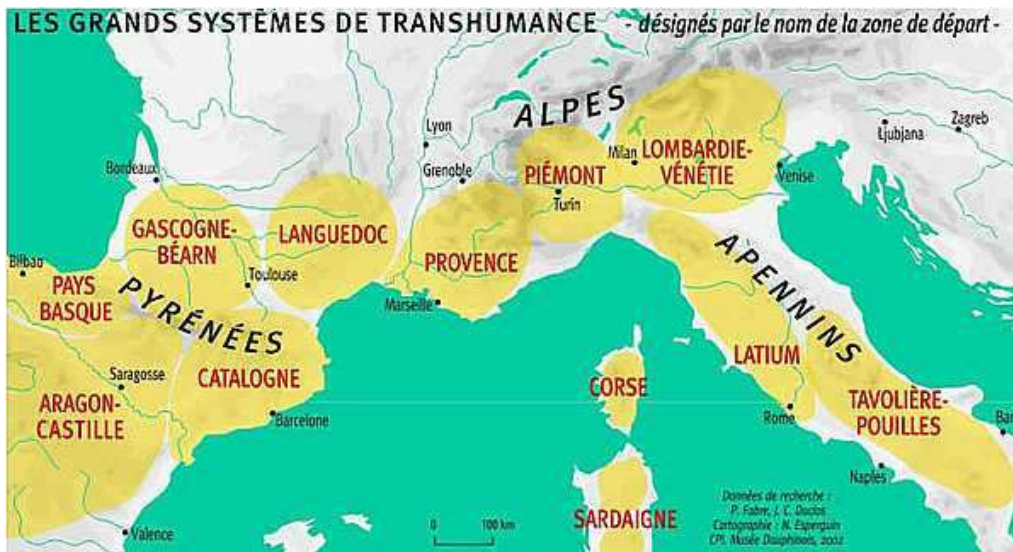 LES GRANDS SYSTÈMES DE TRANSHUMANCE - désignés par le nom de la zone de départ -
ALPES
Lyon
Grenoble
Milan
LOMBARDIE-
VÉNÉTIE
PIÉMONT
Turin
Venise
Ljubjana
Zagreb
Bordeaux
GASCOGNE-
BÉARN
LANGUEDOC
Toulouse
PROVENCE
Marseille
Bilbao
PAYS
BASQUE
PYRÉNÉES
APENNINS
Saragosse
CATALOGNE
Barcelone
ARAGON-
CASTILLE
Valence
CORSE
LATIUM
Rome
TAVOLIÈRE-
POUILLES
Bar
Naples
SARDAIGNE
0 100 km
Données de recherche :
P. Fabre, J. C. Duclos
Cartographie : N. Esperguin
CPI. Musée Dauphinois, 2002